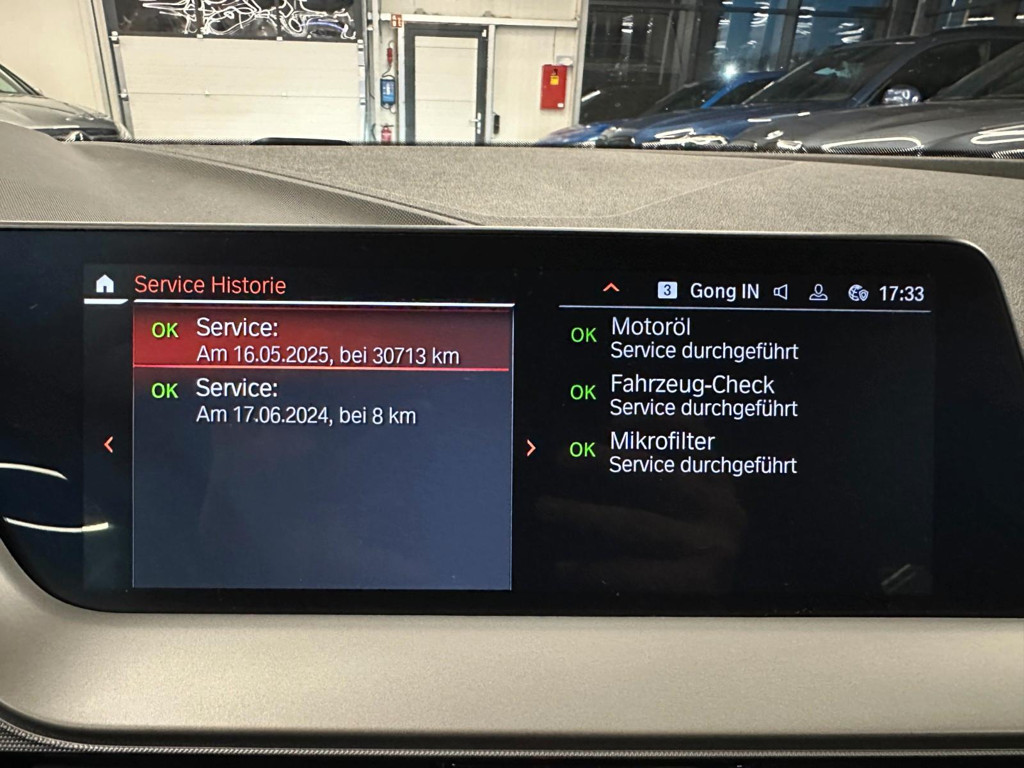 Service Historie
3 Gong IN 17:33
OK Service:
Am 16.05.2025, bei 30713 km
OK Service:
Am 17.06.2024, bei 8 km
OK Motoröl
Service durchgeführt
OK Fahrzeug-Check
Service durchgeführt
OK Mikrofilter
Service durchgeführt